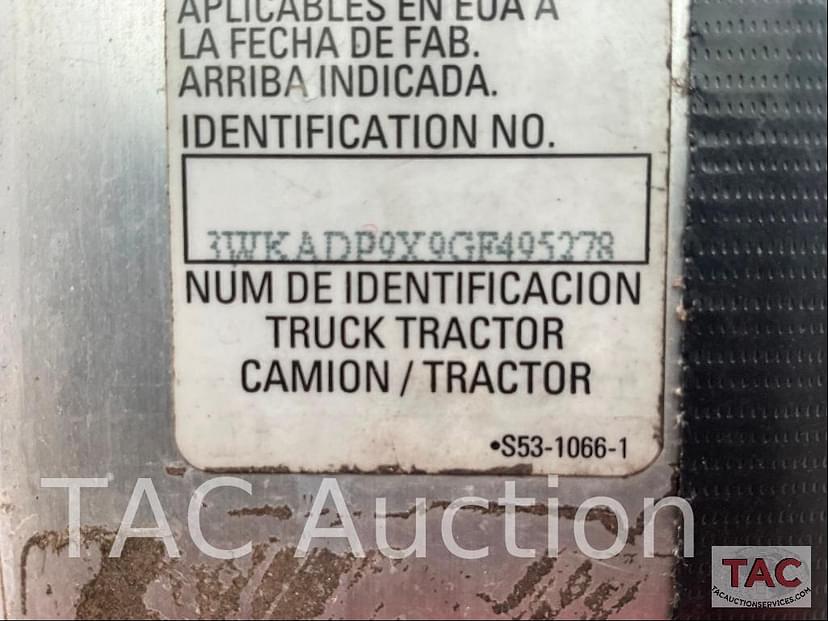 APLICABLES EN EUA A
LA FECHA DE FAB.
ARRIBA INDICADA.
IDENTIFICATION NO.
3WKADP9X9GF495278
NUM DE IDENTIFICACION
TRUCK TRACTOR
CAMION / TRACTOR
•S53-1066-1
TAC Auction
TAC
TACAUCTIONSERVICES.COM